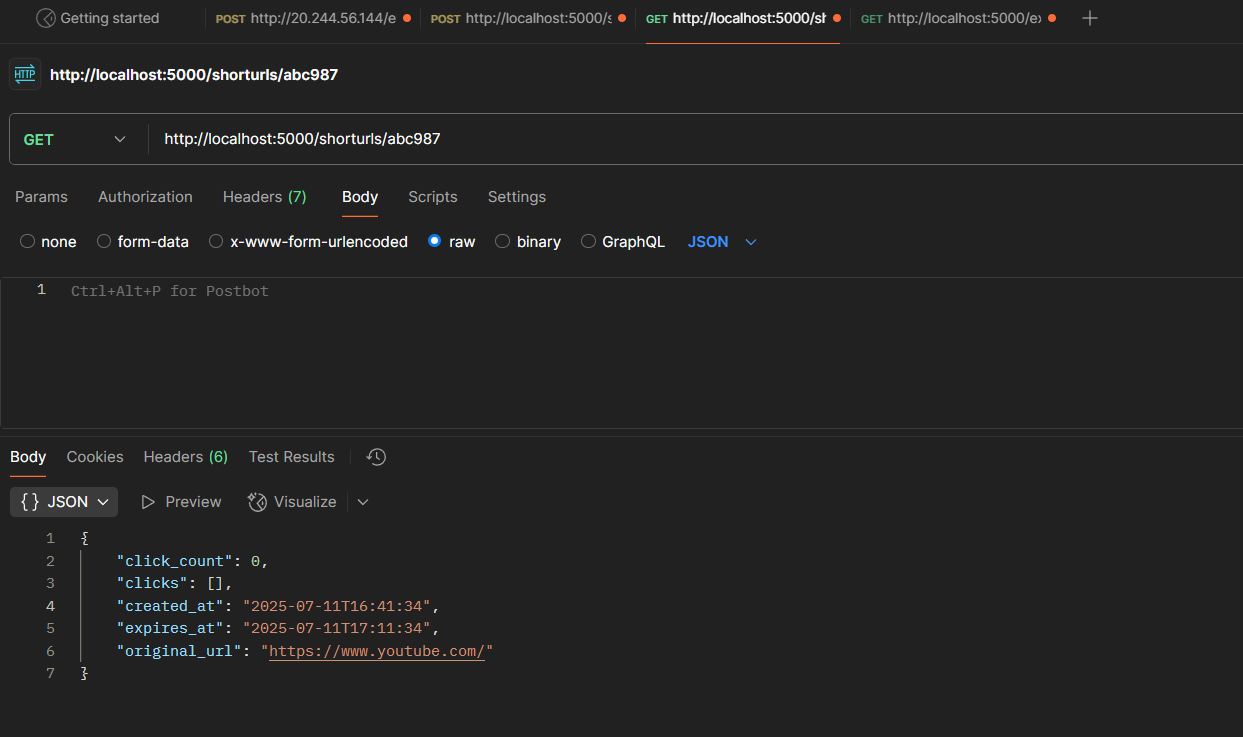 Getting started POST http://20.244.56.144/e POST http://localhost:5000/s GET http://localhost:5000/sh GET http://localhost:5000/ex
HTTP http://localhost:5000/shorturls/abc987
GET http://localhost:5000/shorturls/abc987
Params Authorization Headers (7) Body Scripts Settings
none form-data x-www-form-urlencoded raw binary GraphQL JSON
1 Ctrl+Alt+P for Postbot
Body Cookies Headers (6) Test Results
{} JSON Preview Visualize
1 {
2 "click_count": 0,
3 "clicks": [],
4 "created_at": "2025-07-11T16:41:34",
5 "expires_at": "2025-07-11T17:11:34",
6 "original_url": "https://www.youtube.com/"
7 }